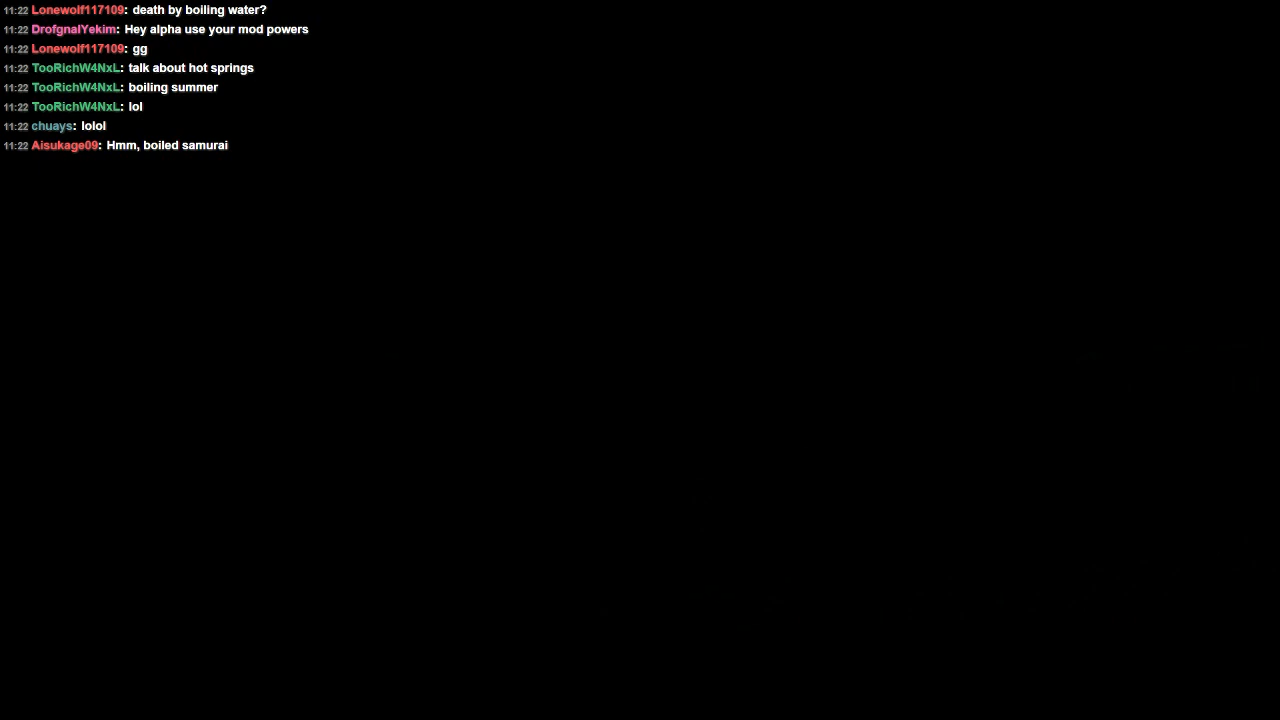 11:22 Lonewolf117109: death by boiling water?
11:22 DrofgnalYekim: Hey alpha use your mod powers
11:22 Lonewolf117109: gg
11:22 TooRichW4NxL: talk about hot springs
11:22 TooRichW4NxL: boiling summer
11:22 TooRichW4NxL: lol
11:22 chuays: lolol
11:22 Aisukage09: Hmm, boiled samurai